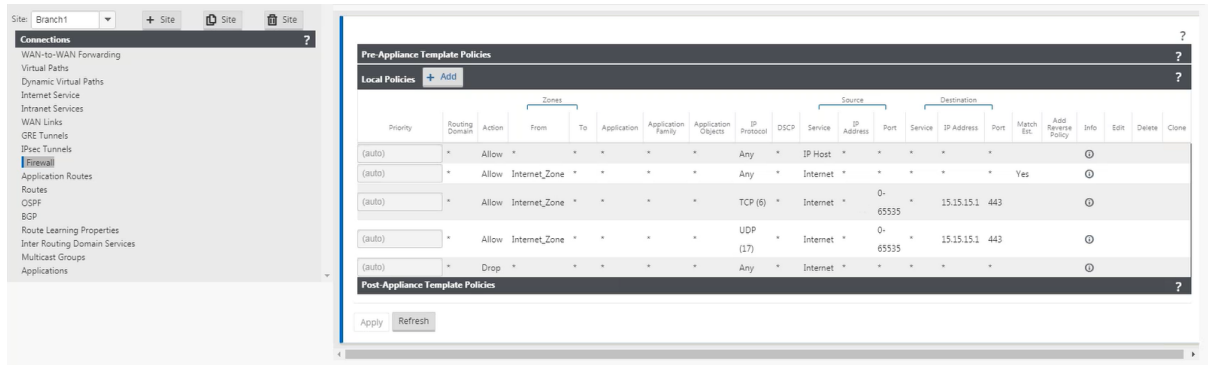 Site: Branch1 + Site Site Site
Connections ?
WAN-to-WAN Forwarding
Virtual Paths
Dynamic Virtual Paths
Internet Service
Intranet Services
WAN Links
GRE Tunnels
IPsec Tunnels
Firewall
Application Routes
Routes
OSPF
BGP
Route Learning Properties
Inter Routing Domain Services
Multicast Groups
Applications
?
Pre-Appliance Template Policies ?
Local Policies + Add ?
Zones Source Destination
Priority Routing Domain Action From To Application Application Family Application Objects IP Protocol DSCP Service IP Address Port Service IP Address Port Match Est. Add Reverse Policy Info Edit Delete Clone
(auto) * Allow * * * * * Any * IP Host * * * * *
(auto) * Allow Internet_Zone * * * * Any * Internet * * * * * Yes
(auto) * Allow Internet_Zone * * * * TCP (6) * Internet * 0-65535 * 15.15.15.1 443
(auto) * Allow Internet_Zone * * * * UDP (17) * Internet * 0-65535 * 15.15.15.1 443
(auto) * Drop * * * * * Any * Internet * * * * *
Post-Appliance Template Policies ?
Apply Refresh